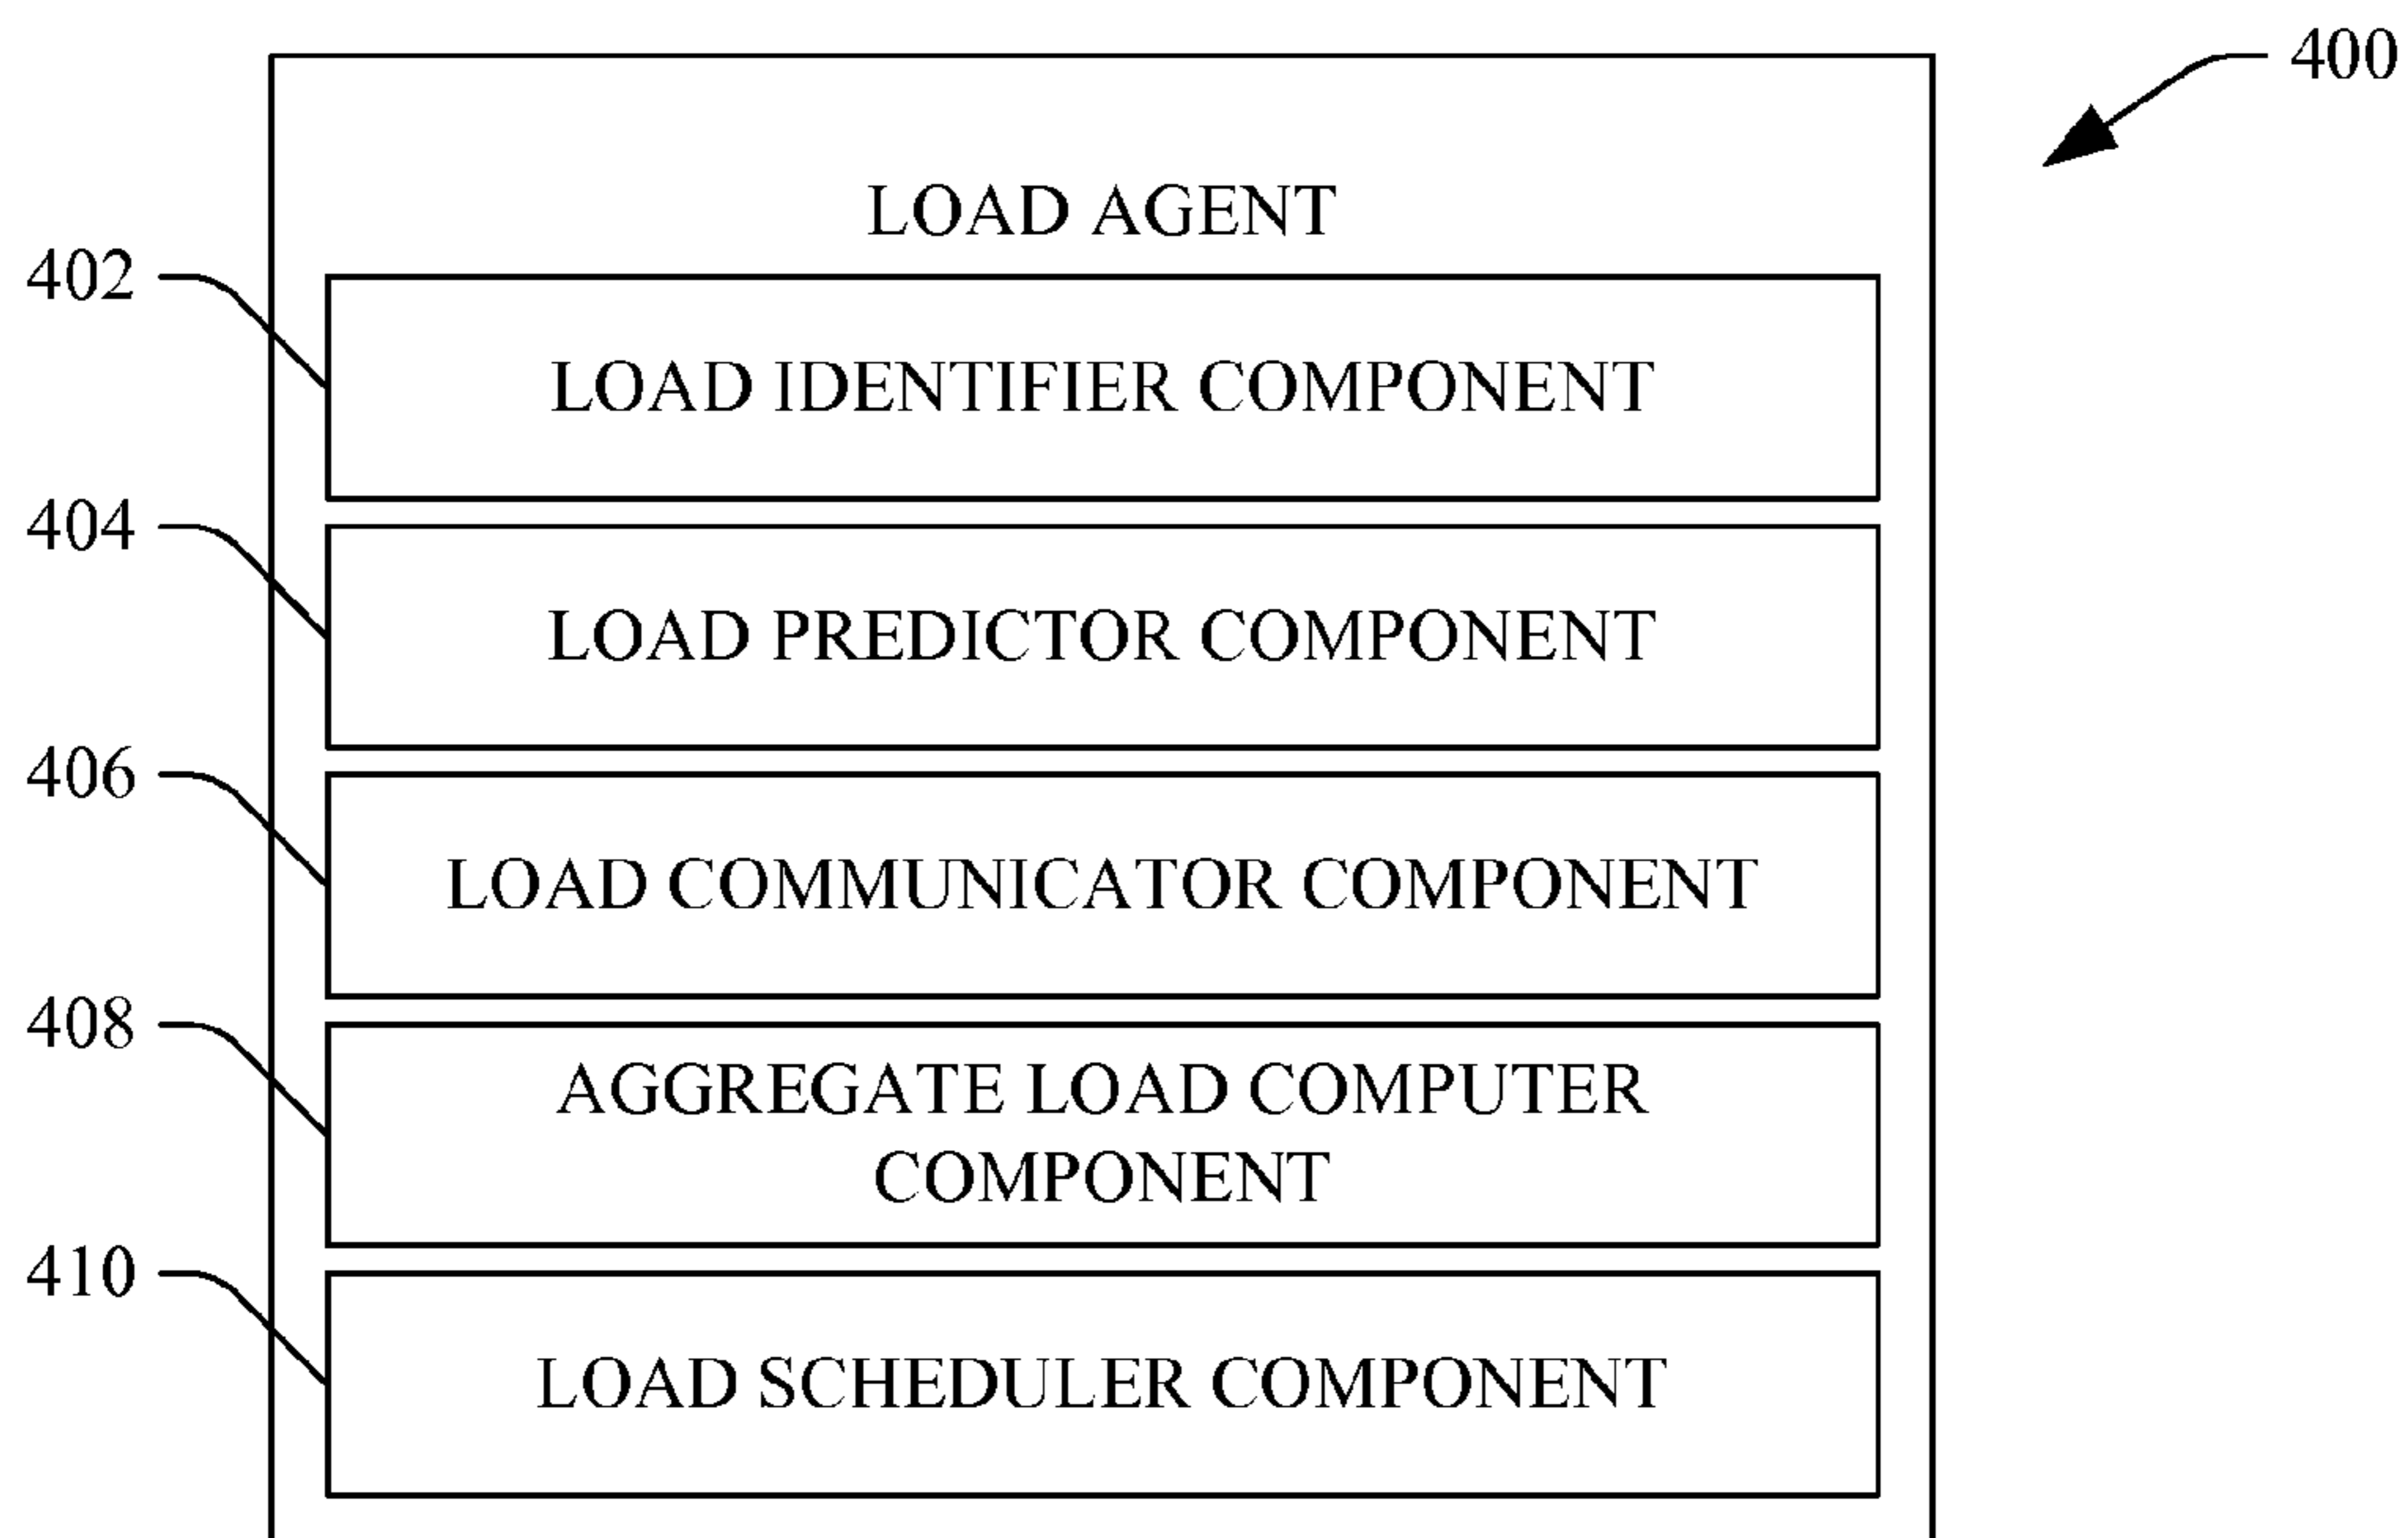 400
LOAD AGENT
402
LOAD IDENTIFIER COMPONENT
404
LOAD PREDICTOR COMPONENT
406
LOAD COMMUNICATOR COMPONENT
408
AGGREGATE LOAD COMPUTER
COMPONENT
410
LOAD SCHEDULER COMPONENT